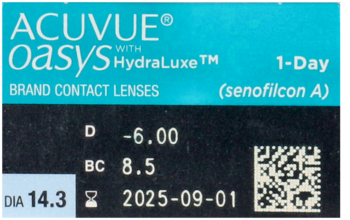 ACUVUE®
OASYS WITH HydraLuxe™ 1-Day
BRAND CONTACT LENSES (senofilcon A)
D -6.00
BC 8.5
DIA 14.3 2025-09-01